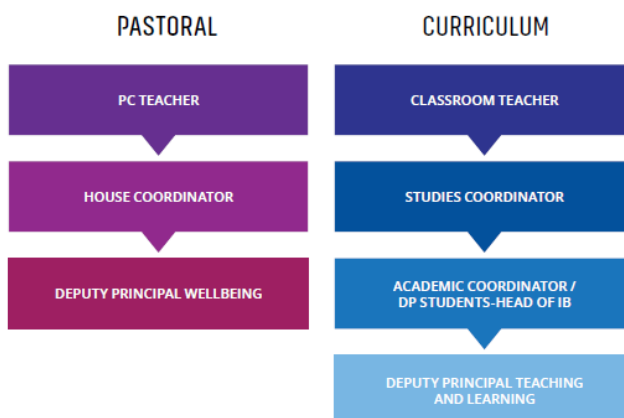 PASTORAL
PC TEACHER
HOUSE COORDINATOR
DEPUTY PRINCIPAL WELLBEING
CURRICULUM
CLASSROOM TEACHER
STUDIES COORDINATOR
ACADEMIC COORDINATOR /
DP STUDENTS-HEAD OF IB
DEPUTY PRINCIPAL TEACHING
AND LEARNING